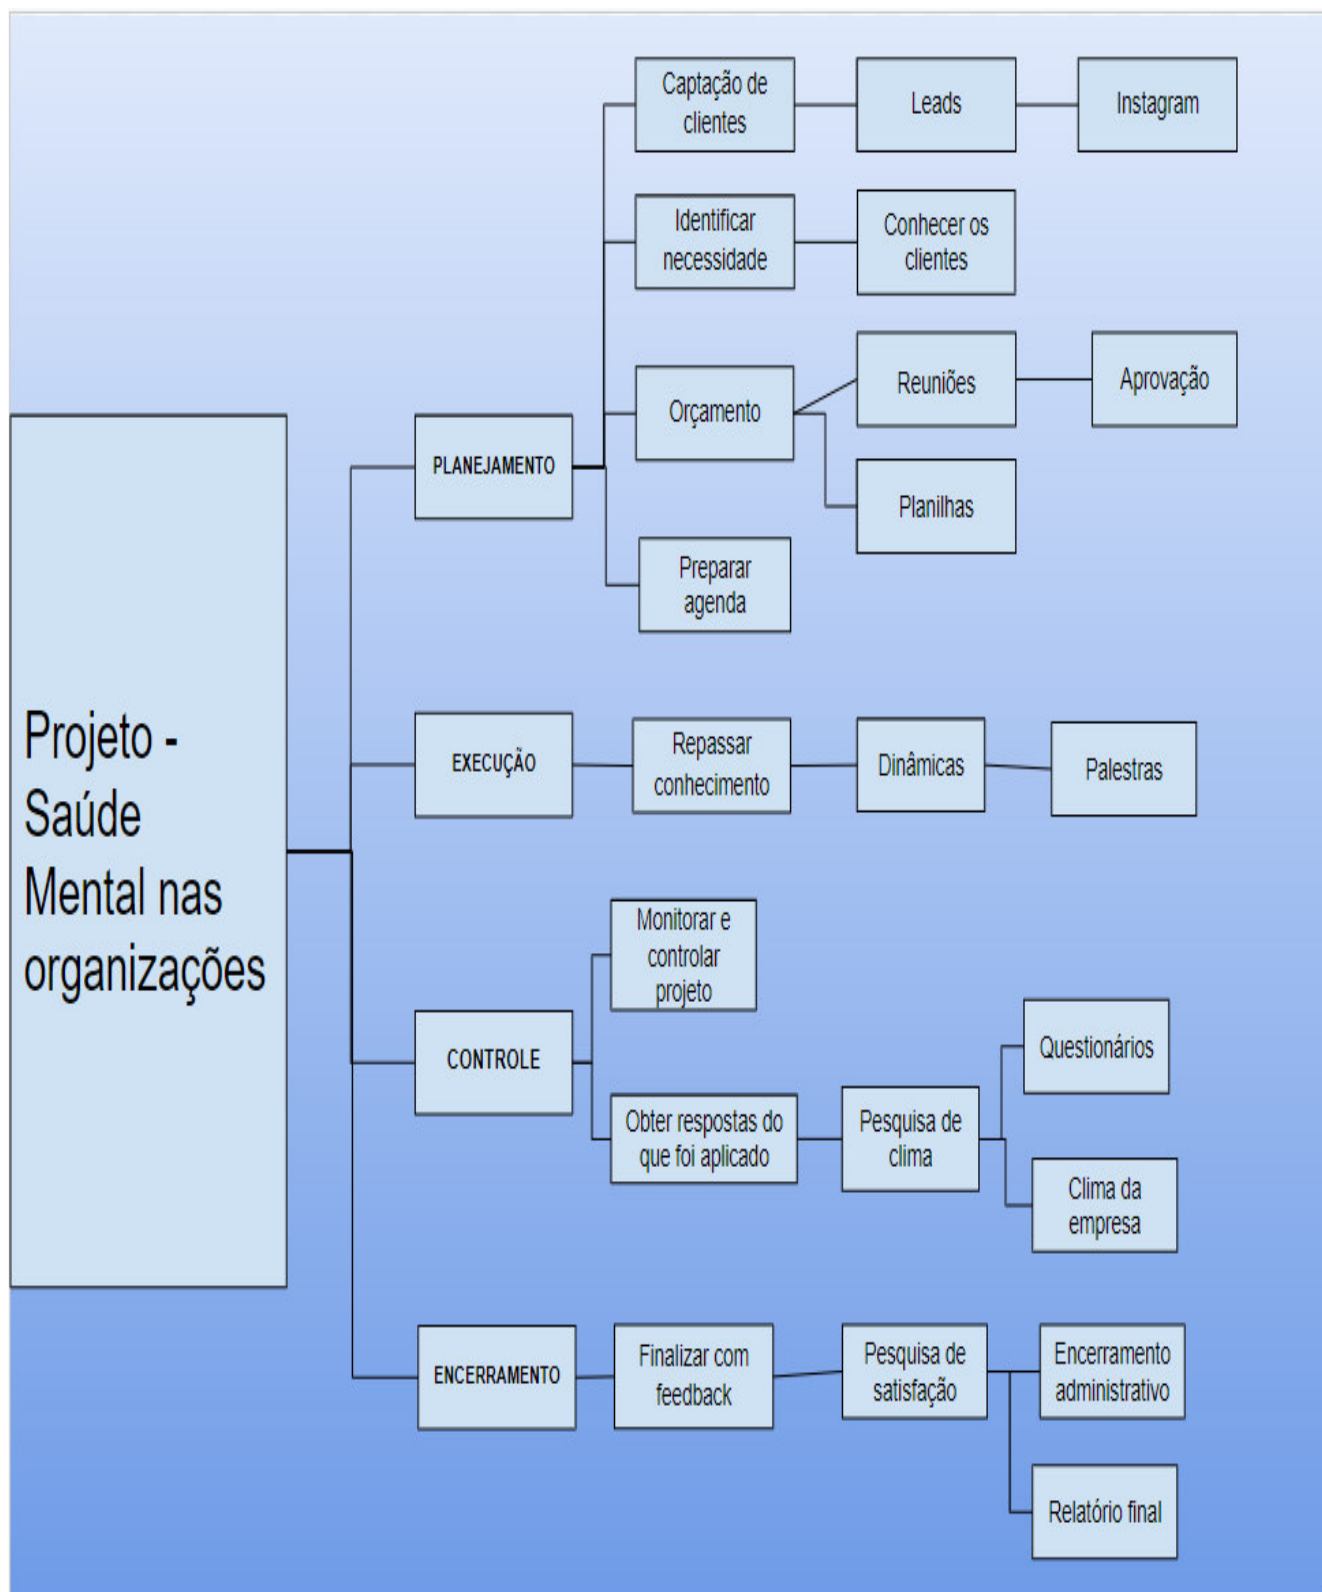 Projeto -
Saúde
Mental nas
organizações
PLANEJAMENTO
Captação de
clientes
Leads
Instagram
Identificar
necessidade
Conhecer os
clientes
Orçamento
Reuniões
Aprovação
Planilhas
Preparar
agenda
EXECUÇÃO
Repassar
conhecimento
Dinâmicas
Palestras
CONTROLE
Monitorar e
controlar
projeto
Obter respostas do
que foi aplicado
Pesquisa de
clima
Questionários
Clima da
empresa
ENCERRAMENTO
Finalizar com
feedback
Pesquisa de
satisfação
Encerramento
administrativo
Relatório final